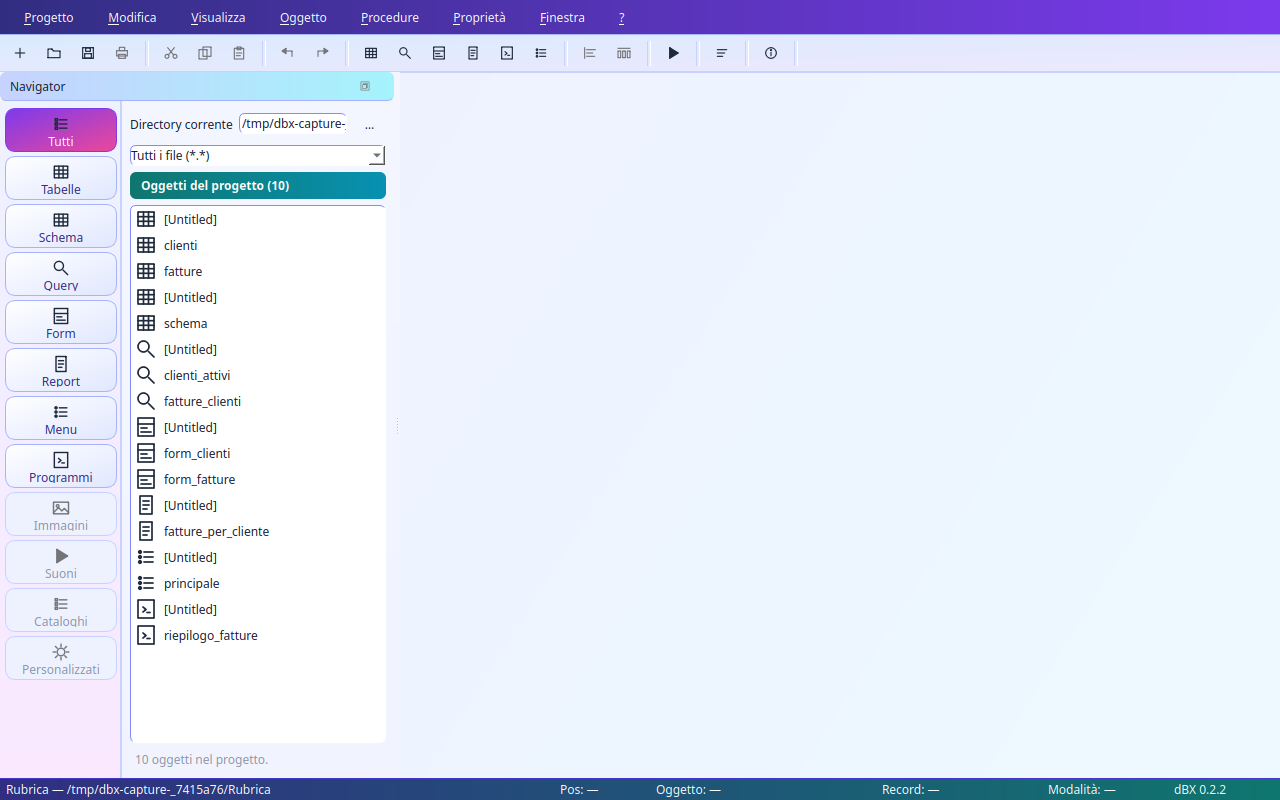 Progetto Modifica Visualizza Oggetto Procedure Proprietà Finestra ?
Navigator
Tutti
Tabelle
Schema
Query
Form
Report
Menu
Programmi
Immagini
Suoni
Cataloghi
Personalizzati
Directory corrente /tmp/dbx-capture- ...
Tutti i file (*.*)
Oggetti del progetto (10)
[Untitled]
clienti
fatture
[Untitled]
schema
[Untitled]
clienti_attivi
fatture_clienti
[Untitled]
form_clienti
form_fatture
[Untitled]
fatture_per_cliente
[Untitled]
principale
[Untitled]
riepilogo_fatture
10 oggetti nel progetto.
Rubrica — /tmp/dbx-capture-_7415a76/Rubrica Pos: — Oggetto: — Record: — Modalità: — dBX 0.2.2